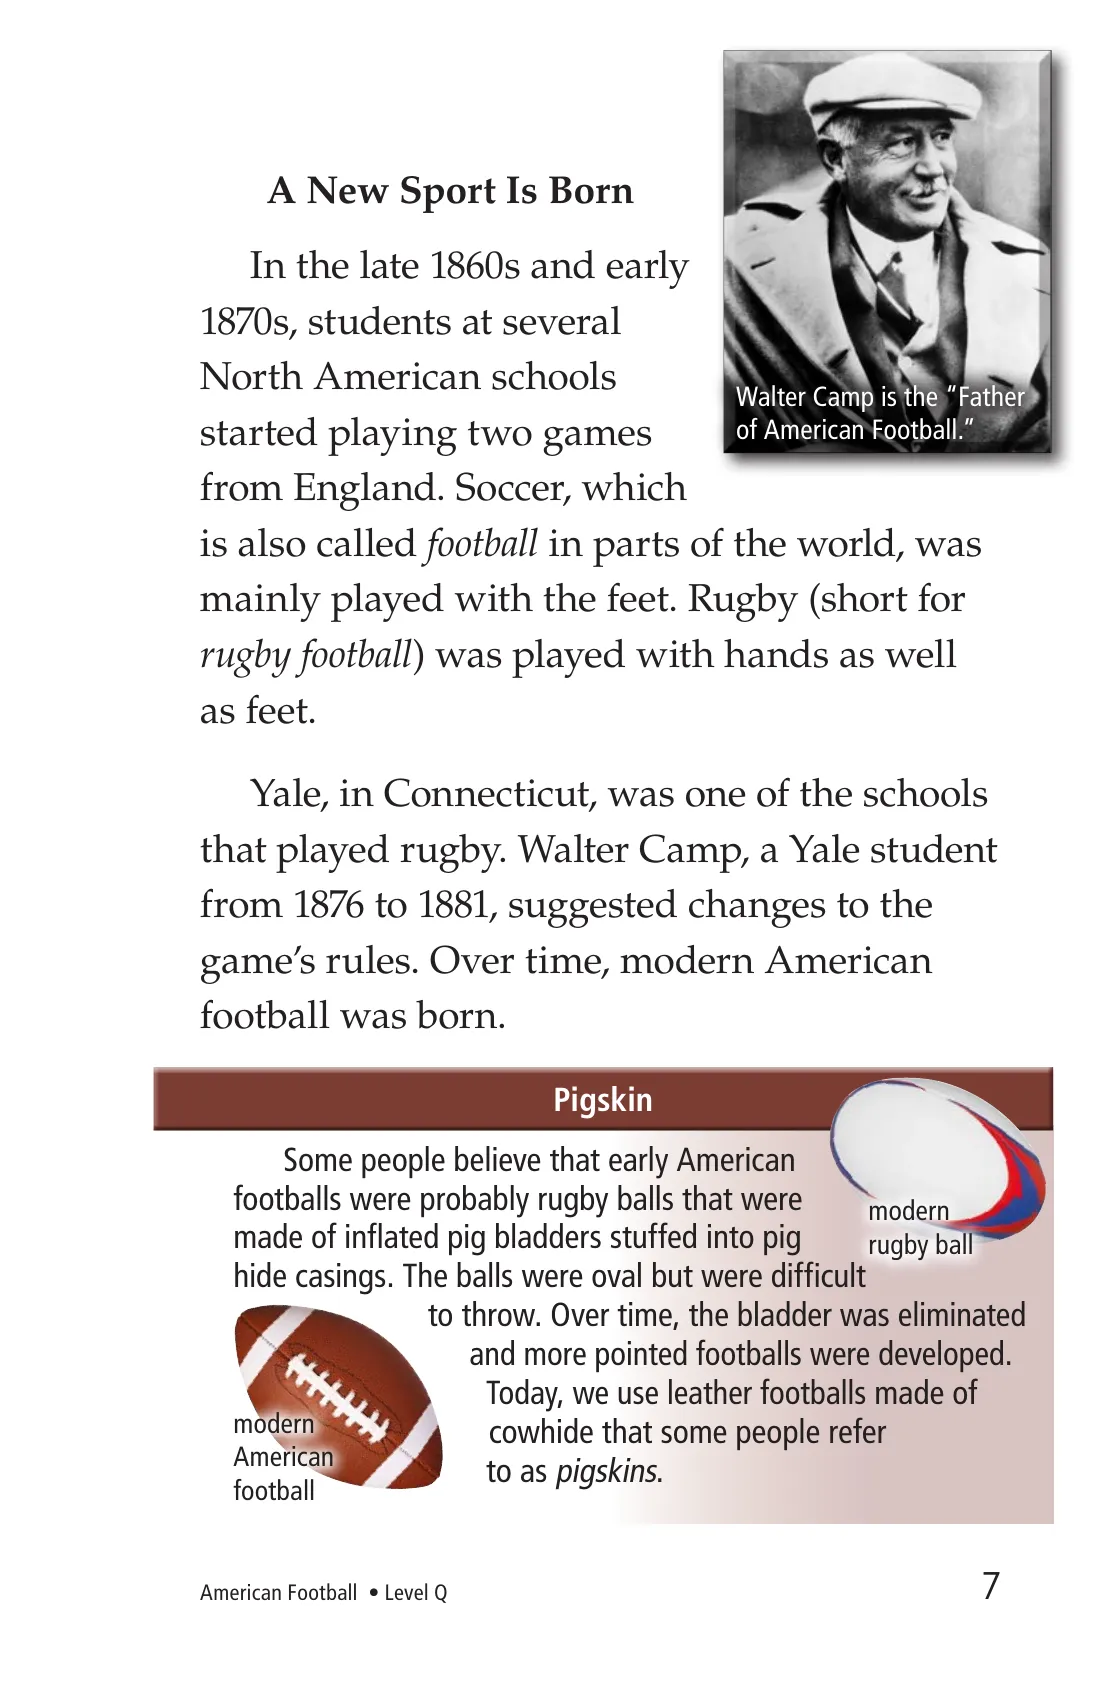 A New Sport Is Born
In the late 1860s and early
1870s, students at several
North American schools
started playing two games
from England. Soccer, which
is also called football in parts of the world, was
mainly played with the feet. Rugby (short for
rugby football) was played with hands as well
as feet.
Walter Camp is the “Father
of American Football.”
Yale, in Connecticut, was one of the schools
that played rugby. Walter Camp, a Yale student
from 1876 to 1881, suggested changes to the
game’s rules. Over time, modern American
football was born.
Pigskin
Some people believe that early American
footballs were probably rugby balls that were
made of inflated pig bladders stuffed into pig
hide casings. The balls were oval but were difficult
to throw. Over time, the bladder was eliminated
and more pointed footballs were developed.
Today, we use leather footballs made of
cowhide that some people refer
to as pigskins.
modern
rugby ball
modern
American
football
American Football • Level Q
7